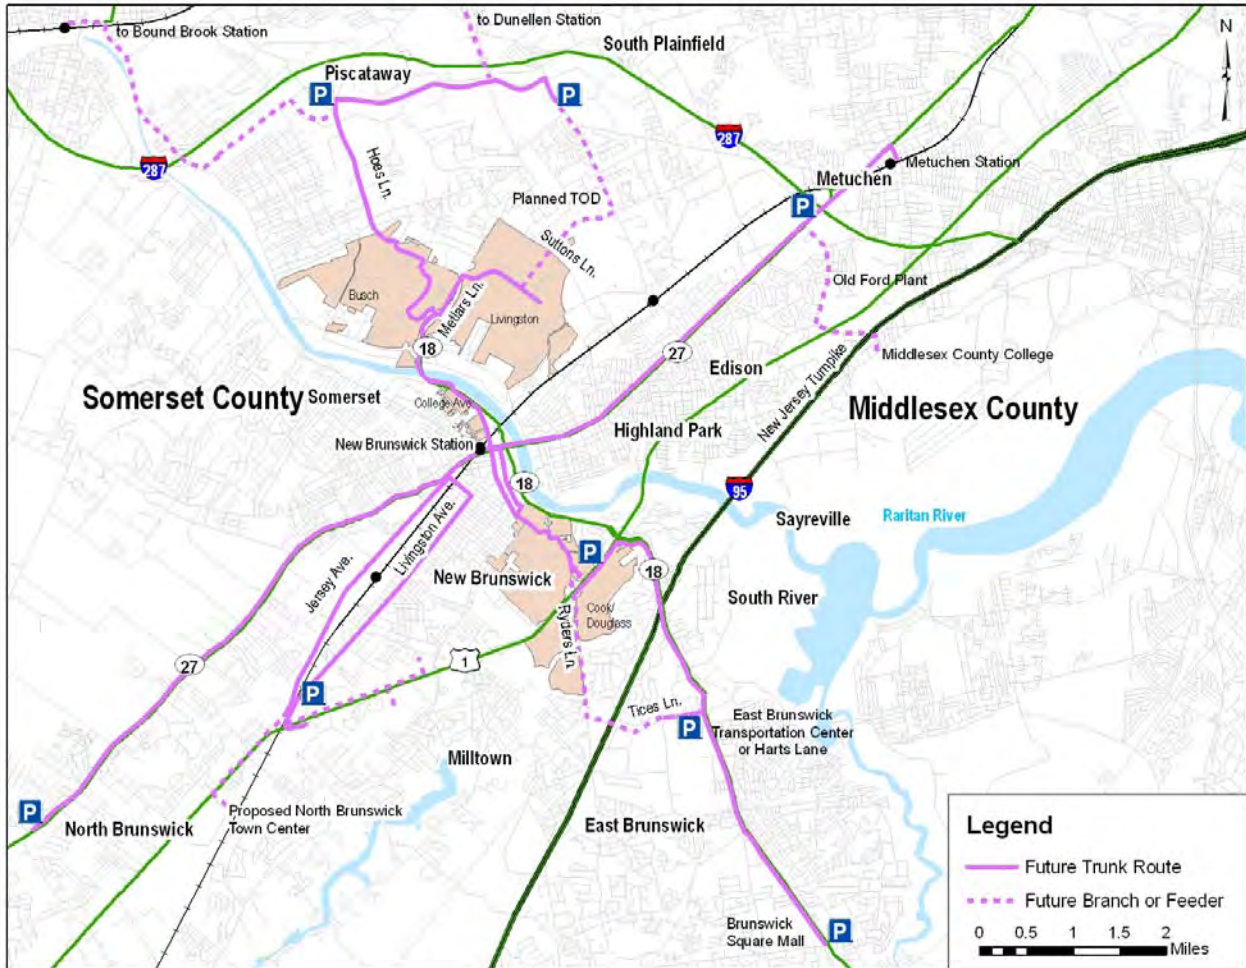 to Dunellen Station
to Bound Brook Station
South Plainfield
N
Piscataway
P
P
287
287
Hoes Ln.
Metuchen Station
Metuchen
Planned TOD
P
Suttons Ln.
Old Ford Plant
Busch
Metlars Ln.
Livingston
18
27
Middlesex County College
Edison
New Jersey Turnpike
Somerset County
Somerset
College Ave
Middlesex County
Highland Park
New Brunswick Station
18
95
Livingston Ave.
Sayreville
Raritan River
Jersey Ave.
P
New Brunswick
18
South River
Cook/
Douglass
Ryders Ln.
27
1
P
Tices Ln.
P
East Brunswick
Transportation Center
or Harts Lane
Milltown
P
Proposed North Brunswick
Town Center
North Brunswick
East Brunswick
Legend
Future Trunk Route
Future Branch or Feeder
Brunswick
Square Mall
P
0 0.5 1 1.5 2
Miles